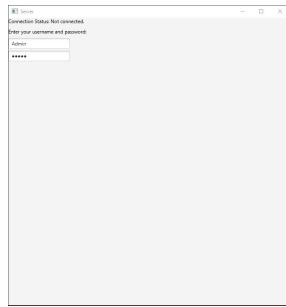 Server
Connection Status: Not connected.
Enter your username and password:
Admin
●●●●●